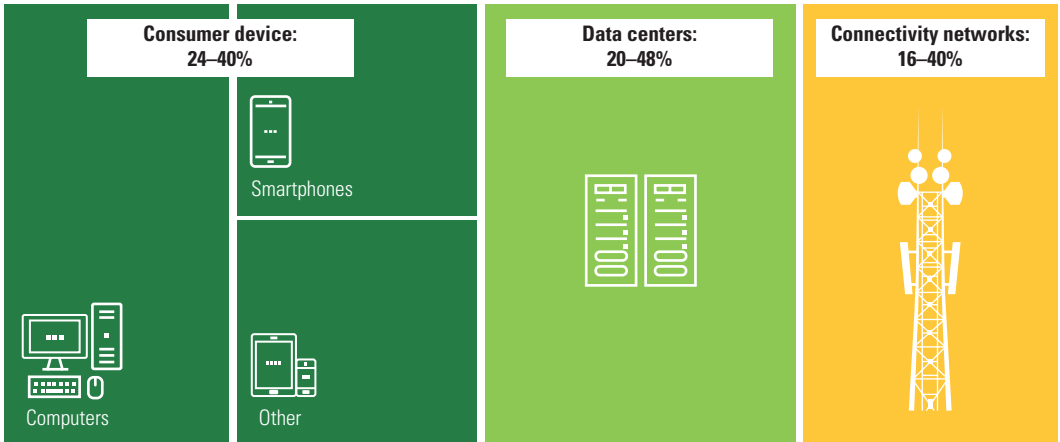 Consumer device:
24–40%
Data centers:
20–48%
Connectivity networks:
16–40%
Smartphones
Computers
Other